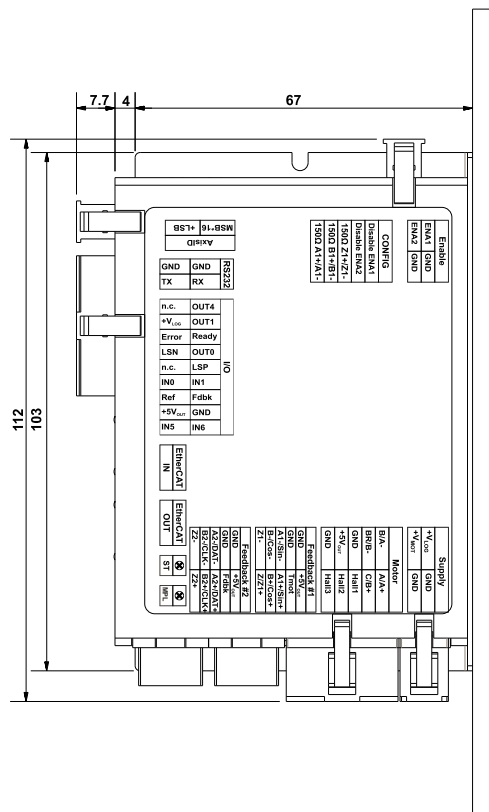 7.7
4
67
112
103
MSB*16 +LSB
AxisID
RS232
GND GND
TX RX
I/O
n.c. OUT4
+VLOG OUT1
Error Ready
LSN OUT0
n.c. LSP
IN0 IN1
Ref Fdbk
+5VOUT GND
IN5 IN6
EtherCAT
IN
EtherCAT
OUT
ST
MPL
CONFIG
Disable ENA1
Disable ENA2
150Ω Z1+/Z1-
150Ω B1+/B1-
150Ω A1+/A1-
Enable
ENA1 GND
ENA2 GND
Supply
+VLOG GND
+VMOT GND
Motor
B/A- A/A+
BR/B- C/B+
GND Hall1
+5VOUT Hall2
GND Hall3
Feedback #1
GND +5VOUT
GND Tmot
A1-/Sin- A1+/Sin+
B-/Cos- B+/Cos+
Z1- Z/Z1+
Feedback #2
GND +5VOUT
GND Fdbk
A2-/DAT- A2+/DAT+
B2-/CLK- B2+/CLK+
Z2- Z2+